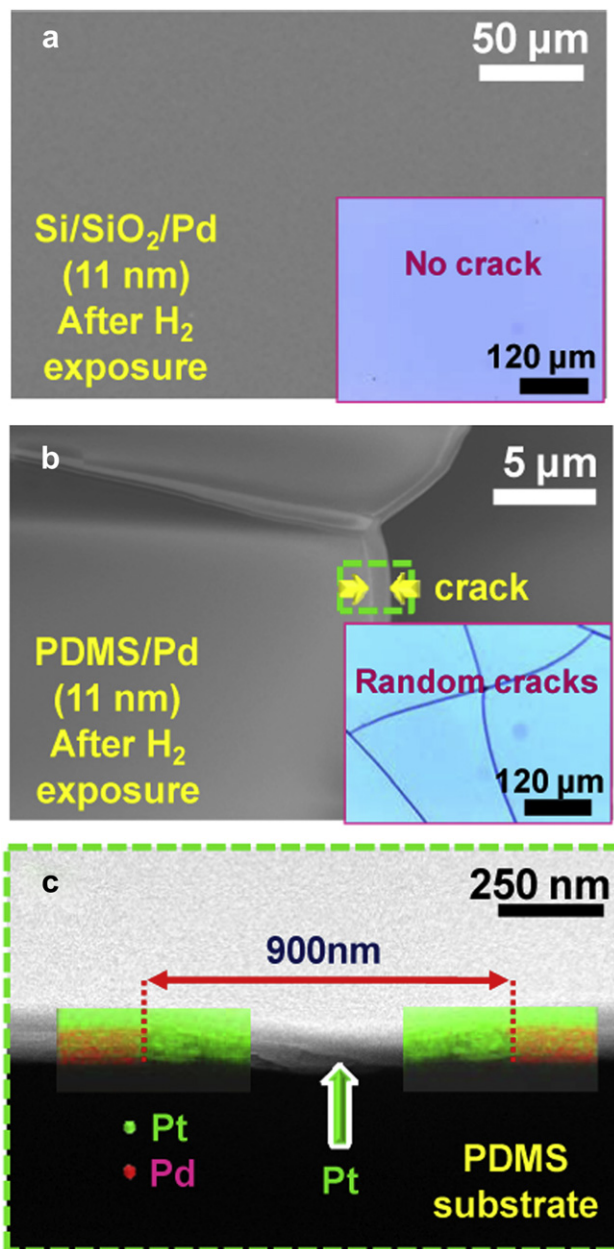 a
50 µm
Si/SiO₂/Pd
(11 nm)
After H₂
exposure
No crack
120 µm
b
5 µm
crack
PDMS/Pd
(11 nm)
After H₂
exposure
Random cracks
120 µm
c
250 nm
900nm
Pt
Pd
Pt
PDMS
substrate